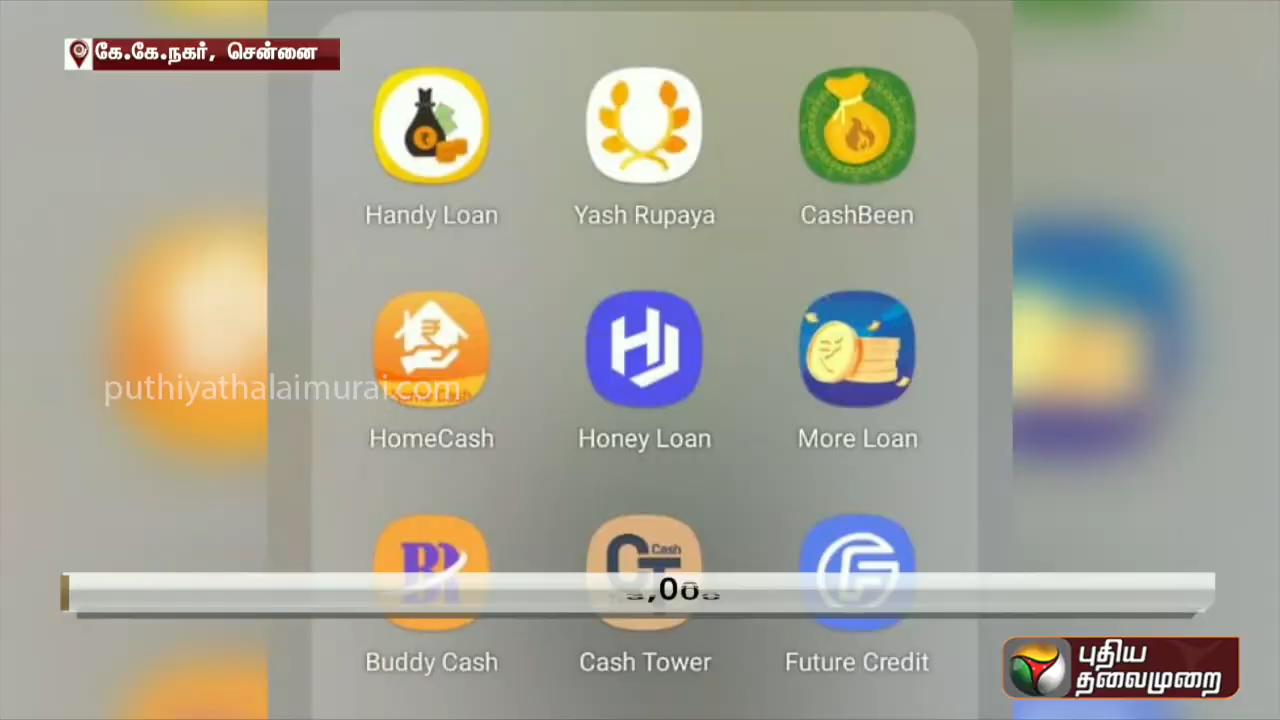 கே.கே.நகர், சென்னை
Handy Loan
Yash Rupaya
CashBeen
puthiyathalaimurai.com
HomeCash
Honey Loan
More Loan
Cash
Buddy Cash
Cash Tower
Future Credit
புதிய
தலைமுறை